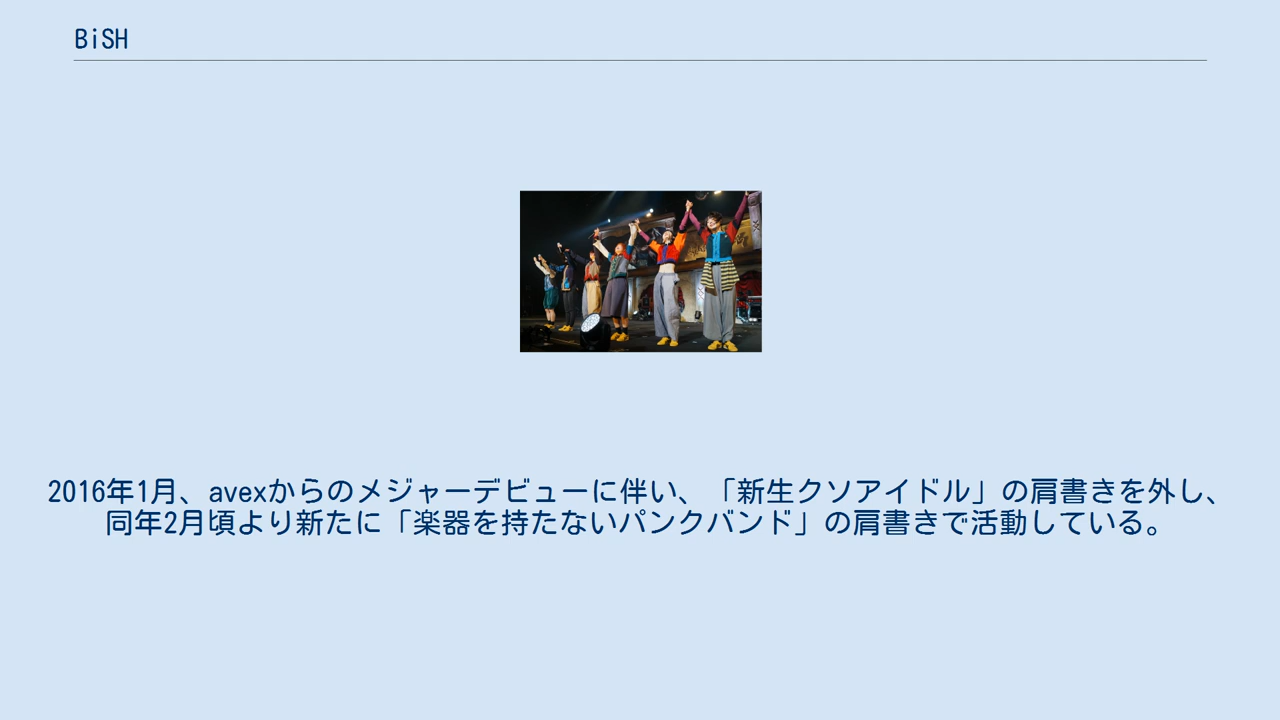 BiSH
2016年1月、avexからのメジャーデビューに伴い、「新生クソアイドル」の肩書きを外し、
同年2月頃より新たに「楽器を持たないパンクバンド」の肩書きで活動している。